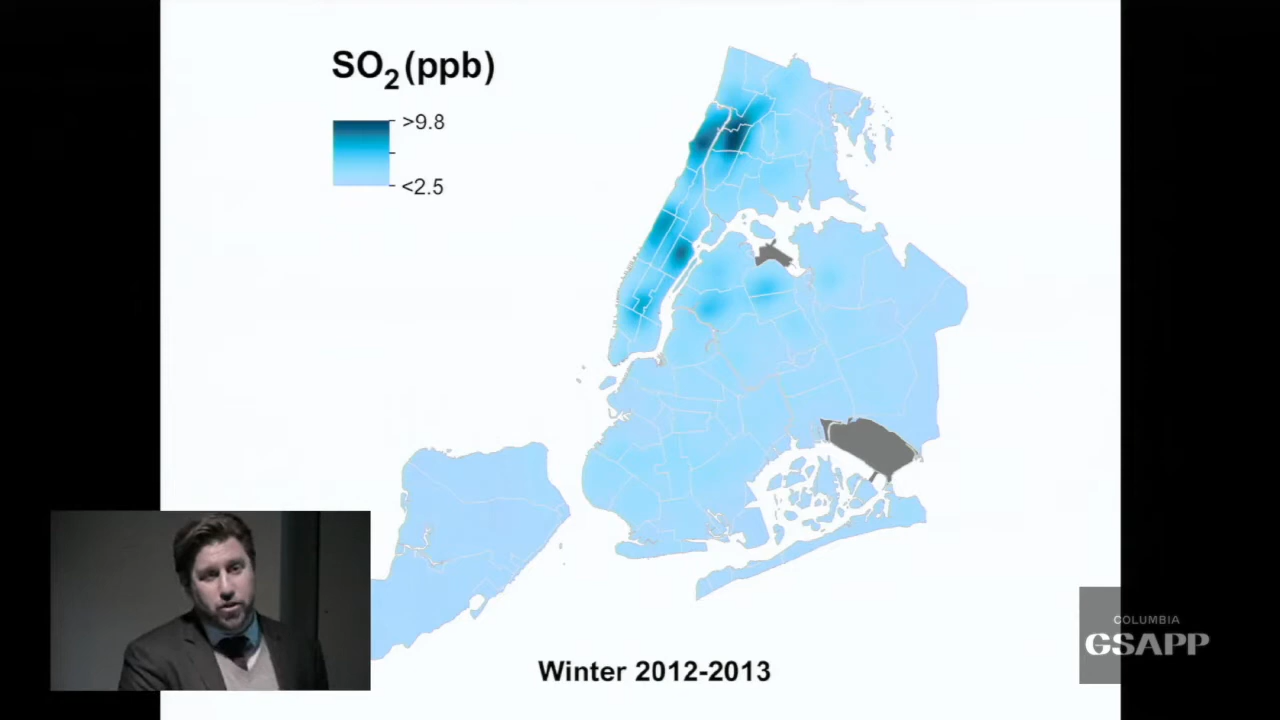 SO2 (ppb)
>9.8
<2.5
Winter 2012-2013
COLUMBIA
GSAPP